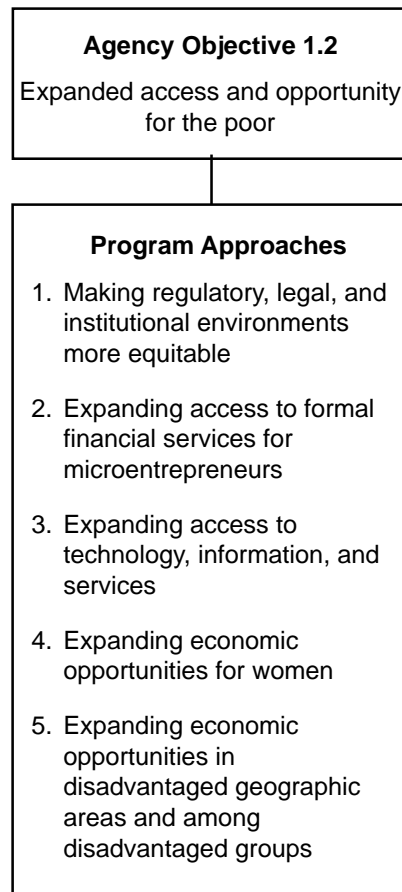 Agency Objective 1.2
Expanded access and opportunity
for the poor
Program Approaches
1. Making regulatory, legal, and
institutional environments
more equitable
2. Expanding access to formal
financial services for
microentrepreneurs
3. Expanding access to
technology, information, and
services
4. Expanding economic
opportunities for women
5. Expanding economic
opportunities in
disadvantaged geographic
areas and among
disadvantaged groups